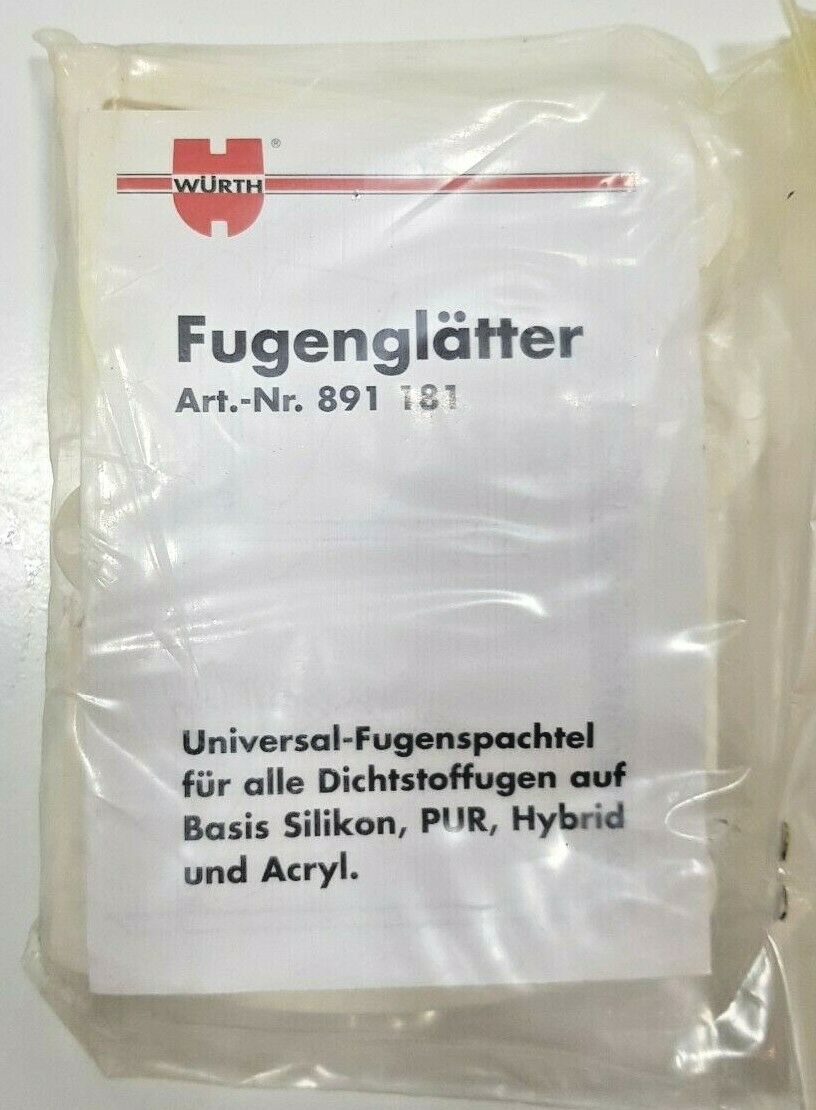 WÜRTH ®
Fugenglätter
Art.-Nr. 891 181
Universal-Fugenspachtel
für alle Dichtstoffugen auf
Basis Silikon, PUR, Hybrid
und Acryl.